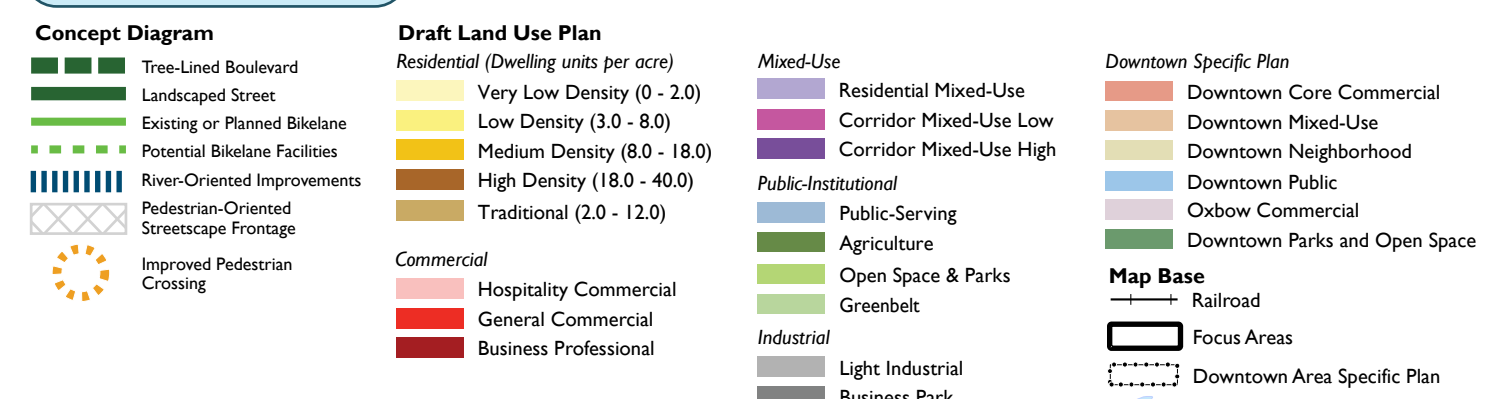 Concept Diagram
Tree-Lined Boulevard
Landscaped Street
Existing or Planned Bikelane
Potential Bikelane Facilities
River-Oriented Improvements
Pedestrian-Oriented
Streetscape Frontage
Improved Pedestrian
Crossing
Draft Land Use Plan
Residential (Dwelling units per acre)
Very Low Density (0 - 2.0)
Low Density (3.0 - 8.0)
Medium Density (8.0 - 18.0)
High Density (18.0 - 40.0)
Traditional (2.0 - 12.0)
Commercial
Hospitality Commercial
General Commercial
Business Professional
Mixed-Use
Residential Mixed-Use
Corridor Mixed-Use Low
Corridor Mixed-Use High
Public-Institutional
Public-Serving
Agriculture
Open Space & Parks
Greenbelt
Industrial
Light Industrial
Business Park
Downtown Specific Plan
Downtown Core Commercial
Downtown Mixed-Use
Downtown Neighborhood
Downtown Public
Oxbow Commercial
Downtown Parks and Open Space
Map Base
Railroad
Focus Areas
Downtown Area Specific Plan